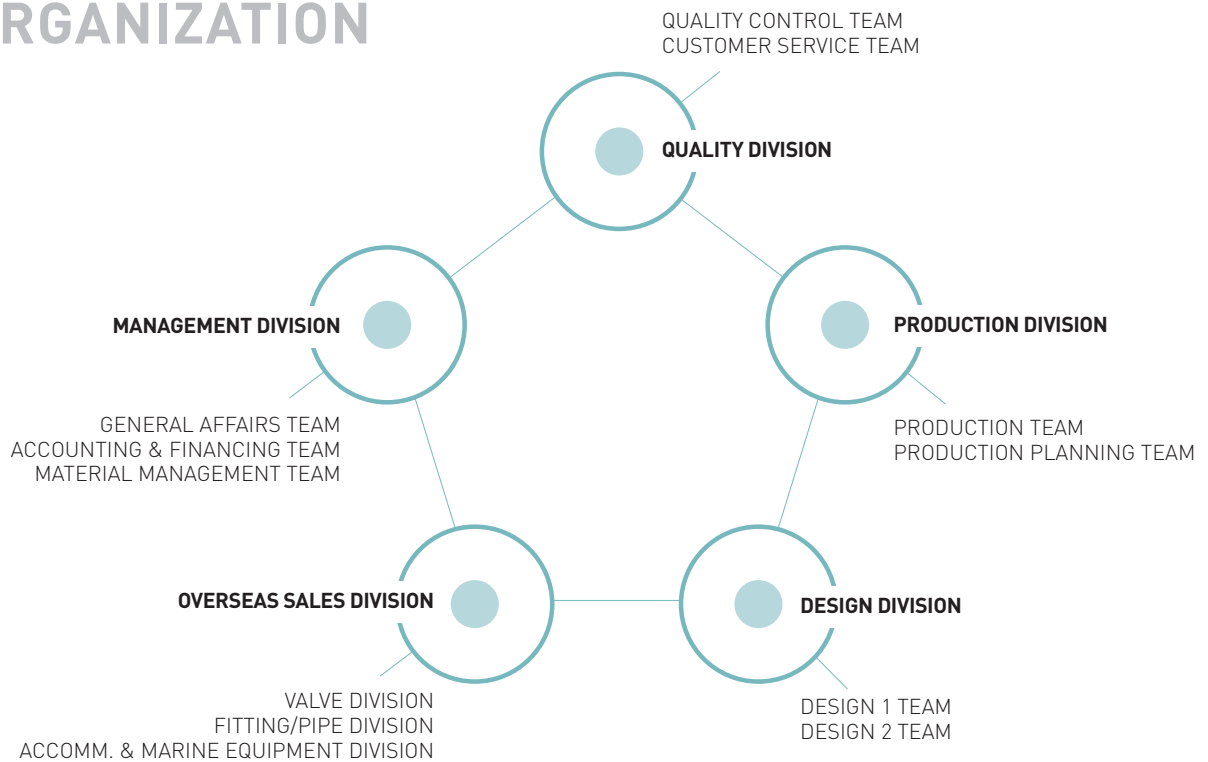 RGANIZATION
QUALITY CONTROL TEAM
CUSTOMER SERVICE TEAM
QUALITY DIVISION
MANAGEMENT DIVISION
PRODUCTION DIVISION
GENERAL AFFAIRS TEAM
ACCOUNTING & FINANCING TEAM
MATERIAL MANAGEMENT TEAM
PRODUCTION TEAM
PRODUCTION PLANNING TEAM
OVERSEAS SALES DIVISION
DESIGN DIVISION
VALVE DIVISION
FITTING/PIPE DIVISION
ACCOMM. & MARINE EQUIPMENT DIVISION
DESIGN 1 TEAM
DESIGN 2 TEAM